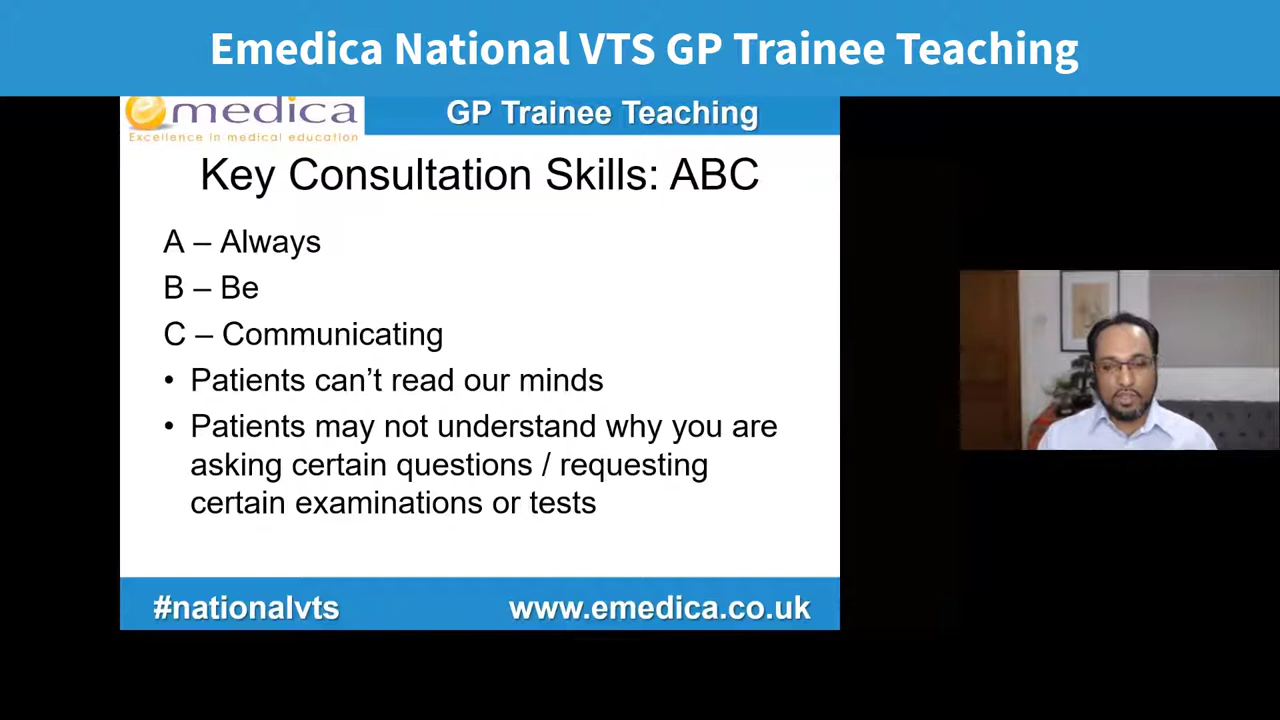 Emedica National VTS GP Trainee Teaching
emedica
Excellence in medical education
GP Trainee Teaching
Key Consultation Skills: ABC
A – Always
B – Be
C – Communicating
• Patients can’t read our minds
• Patients may not understand why you are
asking certain questions / requesting
certain examinations or tests
#nationalvts
www.emedica.co.uk